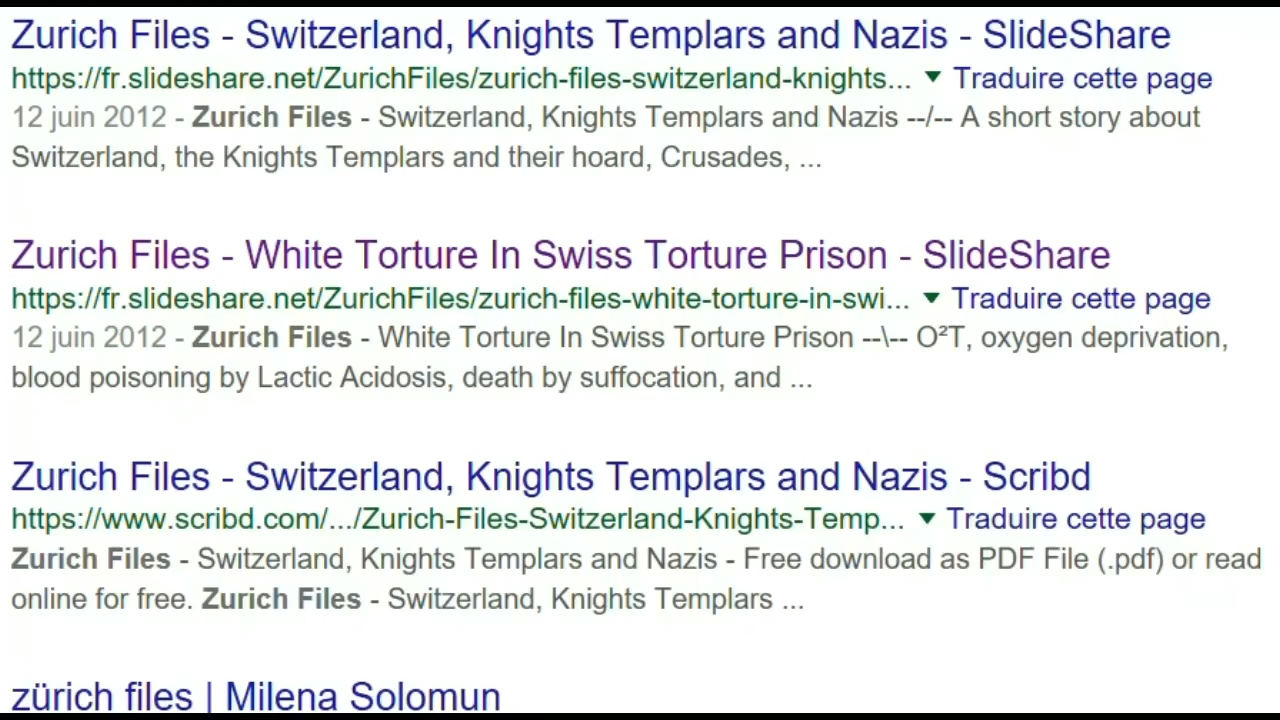 Zurich Files - Switzerland, Knights Templars and Nazis - SlideShare
https://fr.slideshare.net/ZurichFiles/zurich-files-switzerland-knights... ▼ Traduire cette page
12 juin 2012 - Zurich Files - Switzerland, Knights Templars and Nazis --/-- A short story about
Switzerland, the Knights Templars and their hoard, Crusades, ...
Zurich Files - White Torture In Swiss Torture Prison - SlideShare
https://fr.slideshare.net/ZurichFiles/zurich-files-white-torture-in-swi... ▼ Traduire cette page
12 juin 2012 - Zurich Files - White Torture In Swiss Torture Prison --\-- O²T, oxygen deprivation,
blood poisoning by Lactic Acidosis, death by suffocation, and ...
Zurich Files - Switzerland, Knights Templars and Nazis - Scribd
https://www.scribd.com/.../Zurich-Files-Switzerland-Knights-Temp... ▼ Traduire cette page
Zurich Files - Switzerland, Knights Templars and Nazis - Free download as PDF File (.pdf) or read
online for free. Zurich Files - Switzerland, Knights Templars ...
zürich files | Milena Solomun